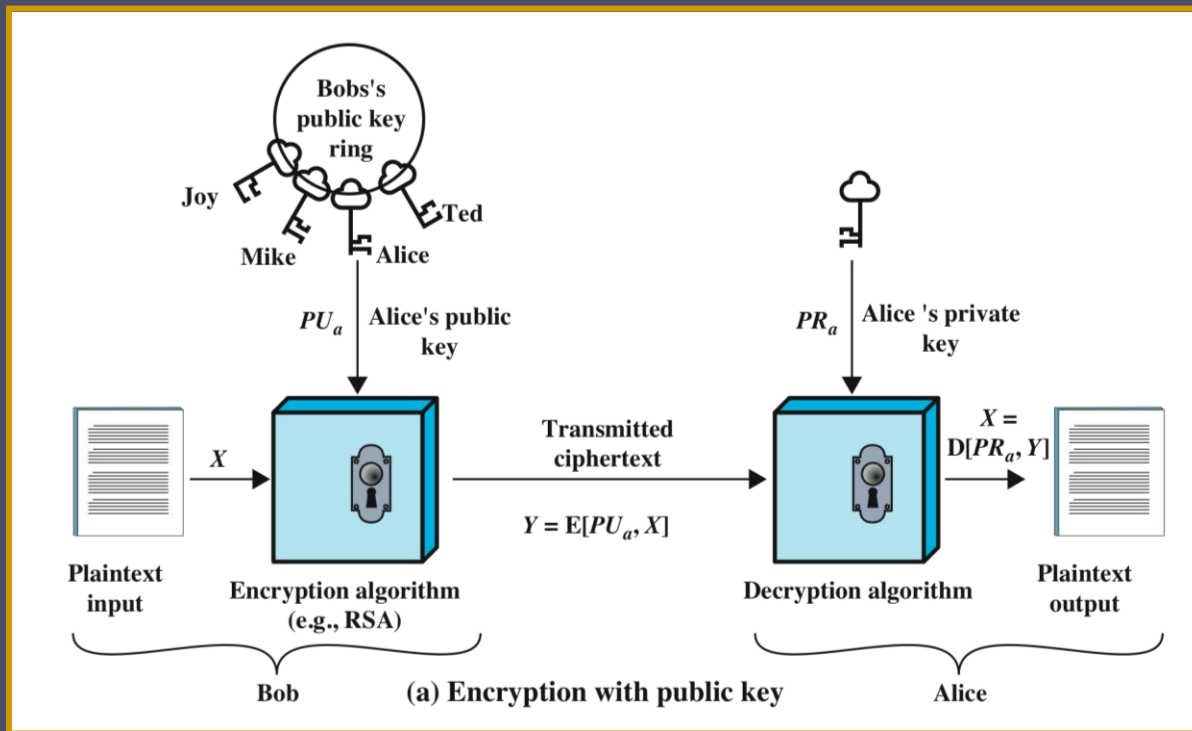 Bobs's
public key
ring
Joy
Ted
Mike
Alice
PUa
Alice's public
key
PRa
Alice 's private
key
X
Transmitted
ciphertext
Y = E[PUa, X]
X =
D[PRa, Y]
Plaintext
input
Encryption algorithm
(e.g., RSA)
Decryption algorithm
Plaintext
output
Bob
(a) Encryption with public key
Alice